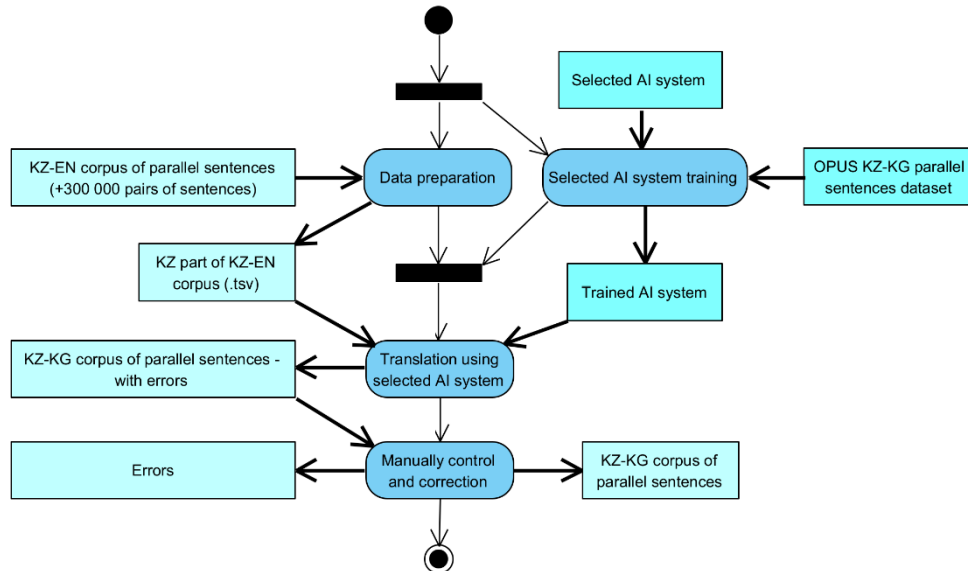 Selected AI system
KZ-EN corpus of parallel sentences
(+300 000 pairs of sentences)
Data preparation
Selected AI system training
OPUS KZ-KG parallel
sentences dataset
KZ part of KZ-EN
corpus (.tsv)
Trained AI system
KZ-KG corpus of parallel sentences -
with errors
Translation using
selected AI system
Errors
Manually control
and correction
KZ-KG corpus of
parallel sentences